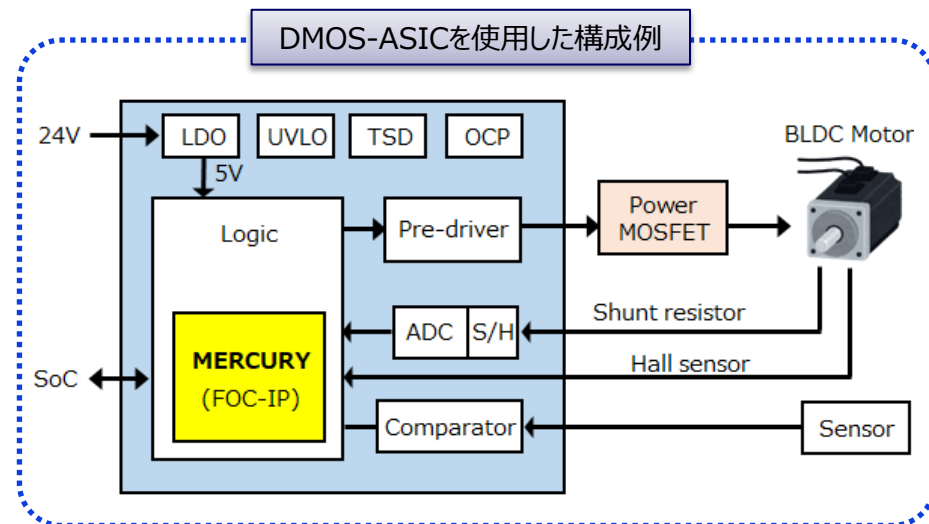 DMOS-ASICを使用した構成例
24V
LDO
UVLO
TSD
OCP
BLDC Motor
5V
Logic
Pre-driver
Power
MOSFET
ADC
S/H
Shunt resistor
MERCURY
(FOC-IP)
Hall sensor
SoC
Comparator
Sensor